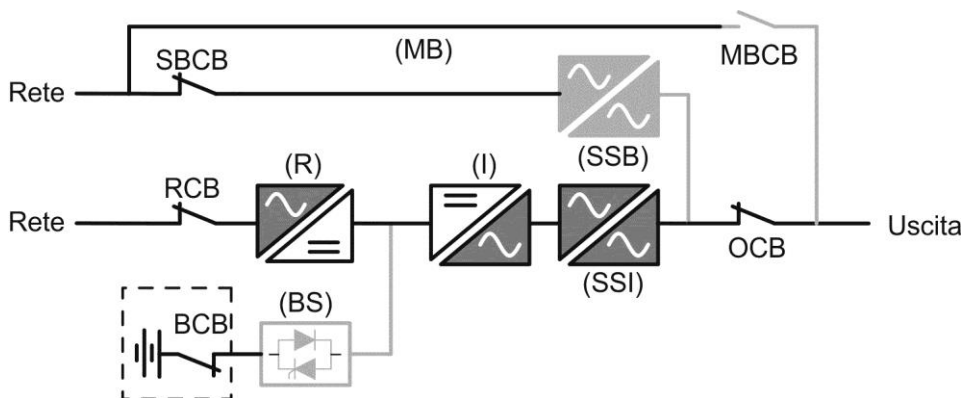 (MB)
MBCB
SBCB
Rete
(SSB)
(R)
(I)
RCB
Rete
Uscita
OCB
(SSI)
(BS)
BCB